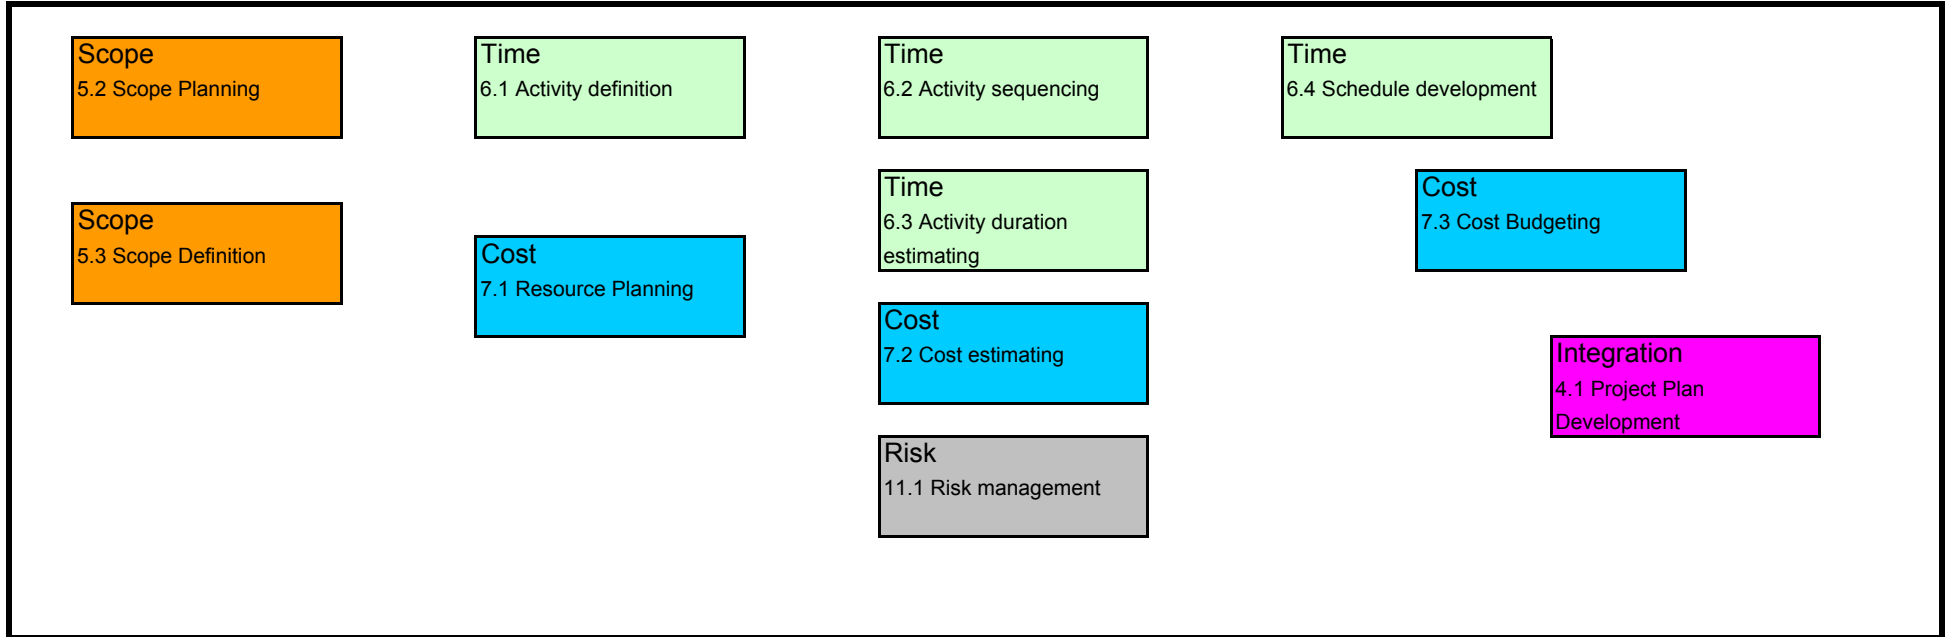 Scope
5.2 Scope Planning
Time
6.1 Activity definition
Time
6.2 Activity sequencing
Time
6.4 Schedule development
Scope
5.3 Scope Definition
Cost
7.1 Resource Planning
Time
6.3 Activity duration
estimating
Cost
7.3 Cost Budgeting
Cost
7.2 Cost estimating
Integration
4.1 Project Plan
Development
Risk
11.1 Risk management